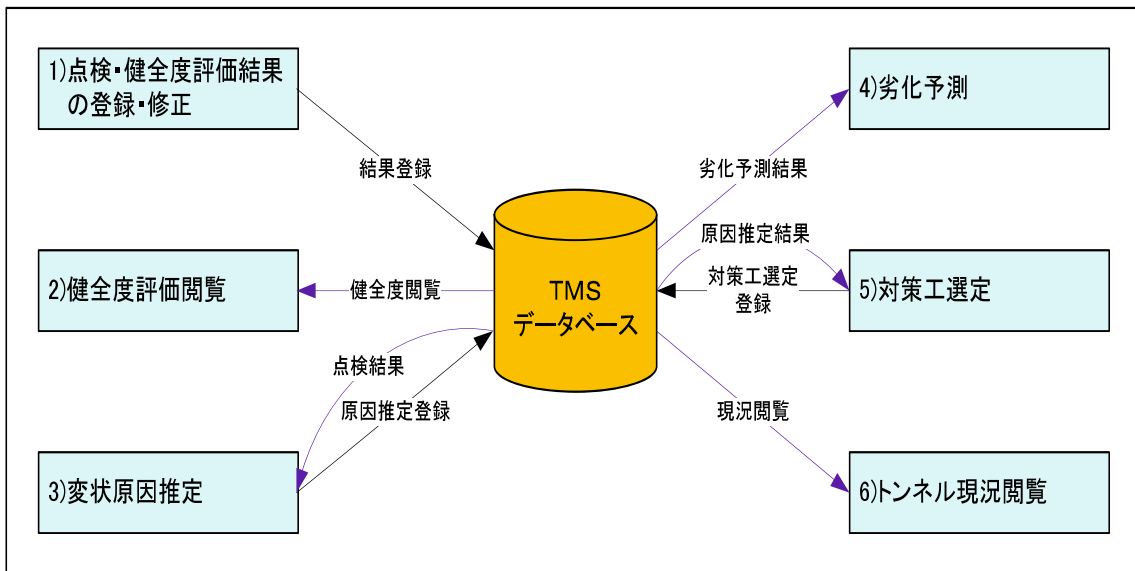 1)点検・健全度評価結果
の登録・修正
4)劣化予測
結果登録
劣化予測結果
原因推定結果
2)健全度評価閲覧
健全度閲覧
TMS
データベース
対策工選定
登録
5)対策工選定
点検結果
原因推定登録
現況閲覧
3)変状原因推定
6)トンネル現況閲覧